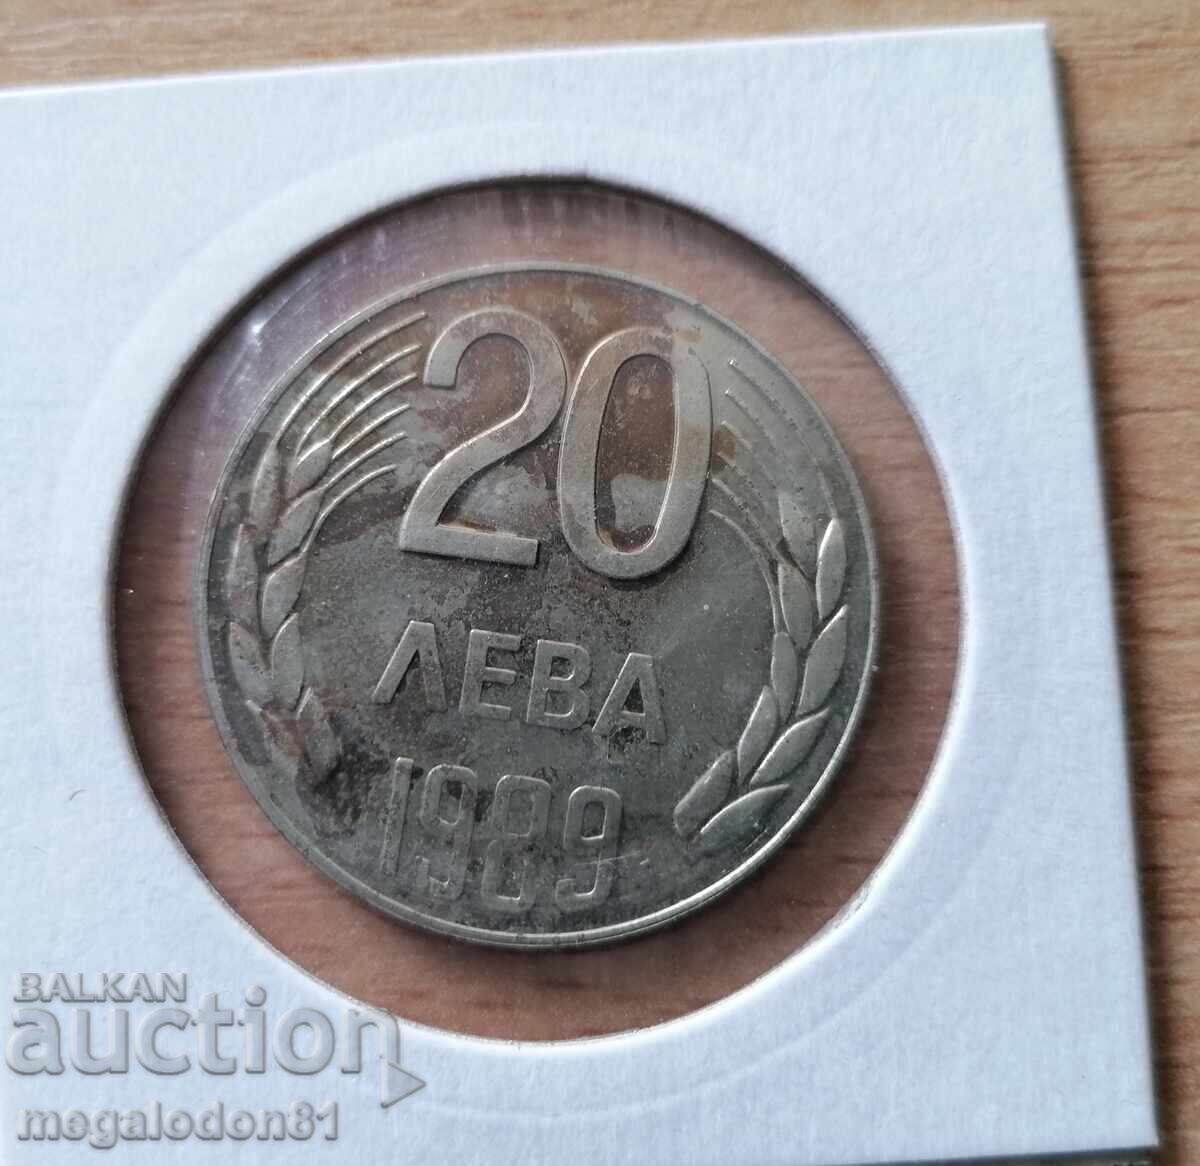 20
ЛЕВА
1989
BALKAN
auction
megalodon81